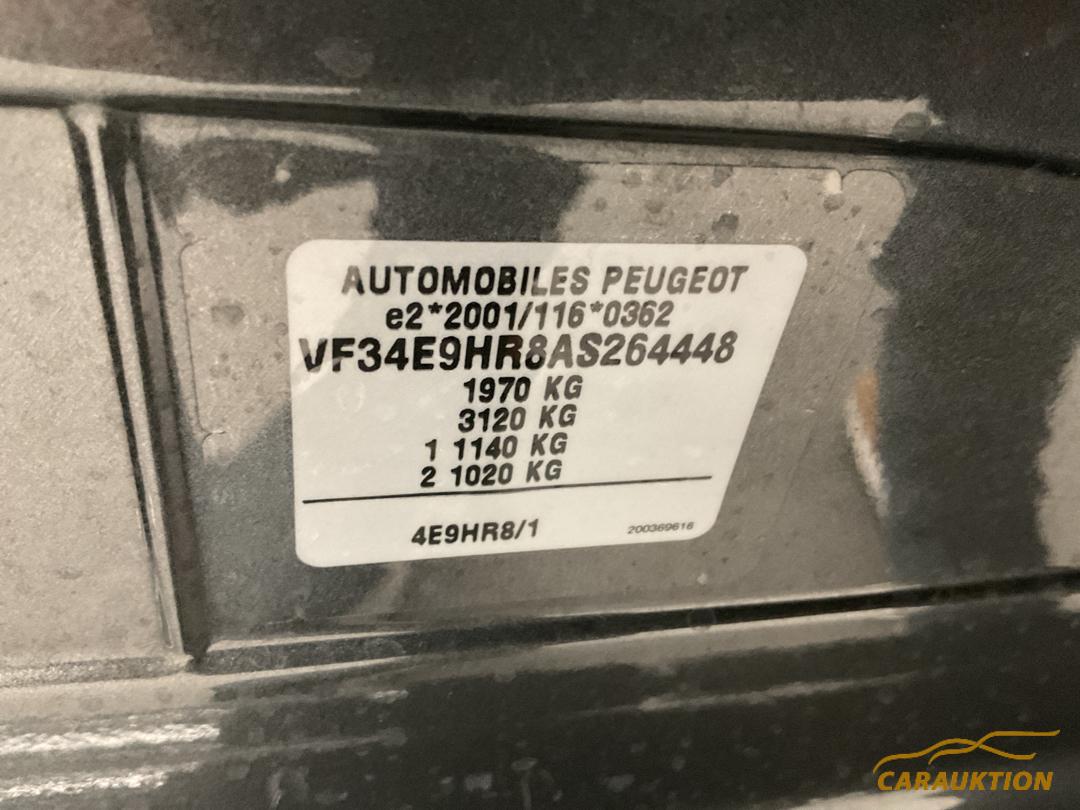 AUTOMOBILES PEUGEOT
e2*2001/116*0362
VF34E9HR8AS264448
1970 KG
3120 KG
1 1140 KG
2 1020 KG
4E9HR8/1
200369616
CARAUKTION